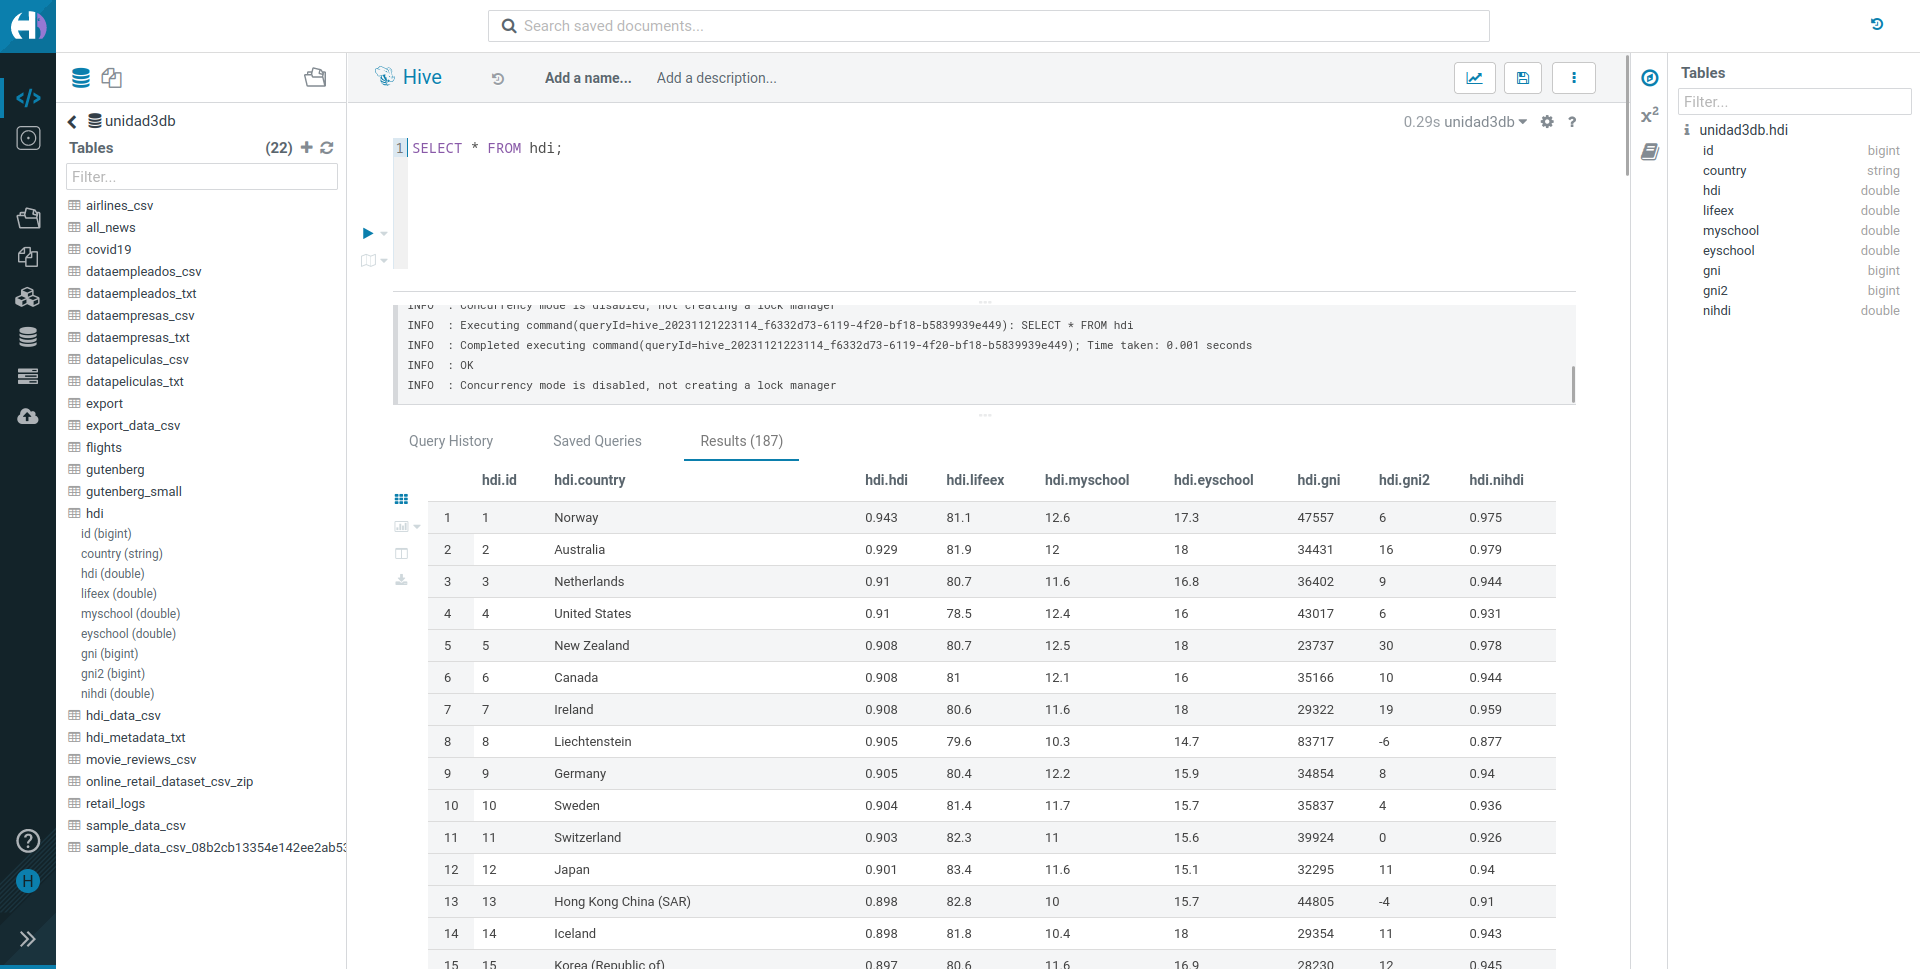 Search saved documents...
unidad3db
Tables (22)
Filter...
airlines_csv
all_news
covid19
dataempleados_csv
dataempleados_txt
dataempresas_csv
dataempresas_txt
datapeliculas_csv
datapeliculas_txt
export
export_data_csv
flights
gutenberg
gutenberg_small
hdi
id (bigint)
country (string)
hdi (double)
lifeex (double)
myschool (double)
eyschool (double)
gni (bigint)
gni2 (bigint)
nihdi (double)
hdi_data_csv
hdi_metadata_txt
movie_reviews_csv
online_retail_dataset_csv_zip
retail_logs
sample_data_csv
sample_data_csv_08b2cb13354e142ee2ab53
H
Hive Add a name... Add a description...
0.29s unidad3db ?
1 SELECT * FROM hdi;
INFO : Concurrency mode is disabled, not creating a lock manager
INFO : Executing command(queryId=hive_20231121223114_f6332d73-6119-4f20-bf18-b5839939e449): SELECT * FROM hdi
INFO : Completed executing command(queryId=hive_20231121223114_f6332d73-6119-4f20-bf18-b5839939e449); Time taken: 0.001 seconds
INFO : OK
INFO : Concurrency mode is disabled, not creating a lock manager
Query History Saved Queries Results (187)
hdi.id hdi.country hdi.hdi hdi.lifeex hdi.myschool hdi.eyschool hdi.gni hdi.gni2 hdi.nihdi
1 1 Norway 0.943 81.1 12.6 17.3 47557 6 0.975
2 2 Australia 0.929 81.9 12 18 34431 16 0.979
3 3 Netherlands 0.91 80.7 11.6 16.8 36402 9 0.944
4 4 United States 0.91 78.5 12.4 16 43017 6 0.931
5 5 New Zealand 0.908 80.7 12.5 18 23737 30 0.978
6 6 Canada 0.908 81 12.1 16 35166 10 0.944
7 7 Ireland 0.908 80.6 11.6 18 29322 19 0.959
8 8 Liechtenstein 0.905 79.6 10.3 14.7 83717 -6 0.877
9 9 Germany 0.905 80.4 12.2 15.9 34854 8 0.94
10 10 Sweden 0.904 81.4 11.7 15.7 35837 4 0.936
11 11 Switzerland 0.903 82.3 11 15.6 39924 0 0.926
12 12 Japan 0.901 83.4 11.6 15.1 32295 11 0.94
13 13 Hong Kong China (SAR) 0.898 82.8 10 15.7 44805 -4 0.91
14 14 Iceland 0.898 81.8 10.4 18 29354 11 0.943
15 15 Korea (Republic of) 0.897 80.6 11.6 16.9 28230 12 0.945
x²
Tables
Filter...
unidad3db.hdi
id bigint
country string
hdi double
lifeex double
myschool double
eyschool double
gni bigint
gni2 bigint
nihdi double